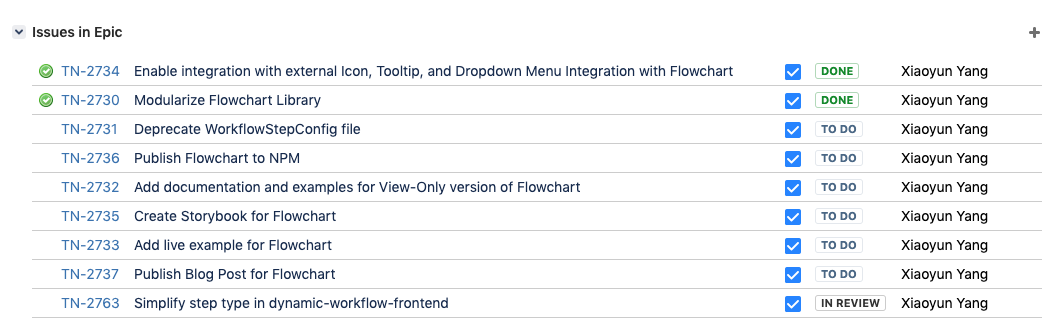 Issues in Epic
TN-2734 Enable integration with external Icon, Tooltip, and Dropdown Menu Integration with Flowchart DONE Xiaoyun Yang
TN-2730 Modularize Flowchart Library DONE Xiaoyun Yang
TN-2731 Deprecate WorkflowStepConfig file TO DO Xiaoyun Yang
TN-2736 Publish Flowchart to NPM TO DO Xiaoyun Yang
TN-2732 Add documentation and examples for View-Only version of Flowchart TO DO Xiaoyun Yang
TN-2735 Create Storybook for Flowchart TO DO Xiaoyun Yang
TN-2733 Add live example for Flowchart TO DO Xiaoyun Yang
TN-2737 Publish Blog Post for Flowchart TO DO Xiaoyun Yang
TN-2763 Simplify step type in dynamic-workflow-frontend IN REVIEW Xiaoyun Yang